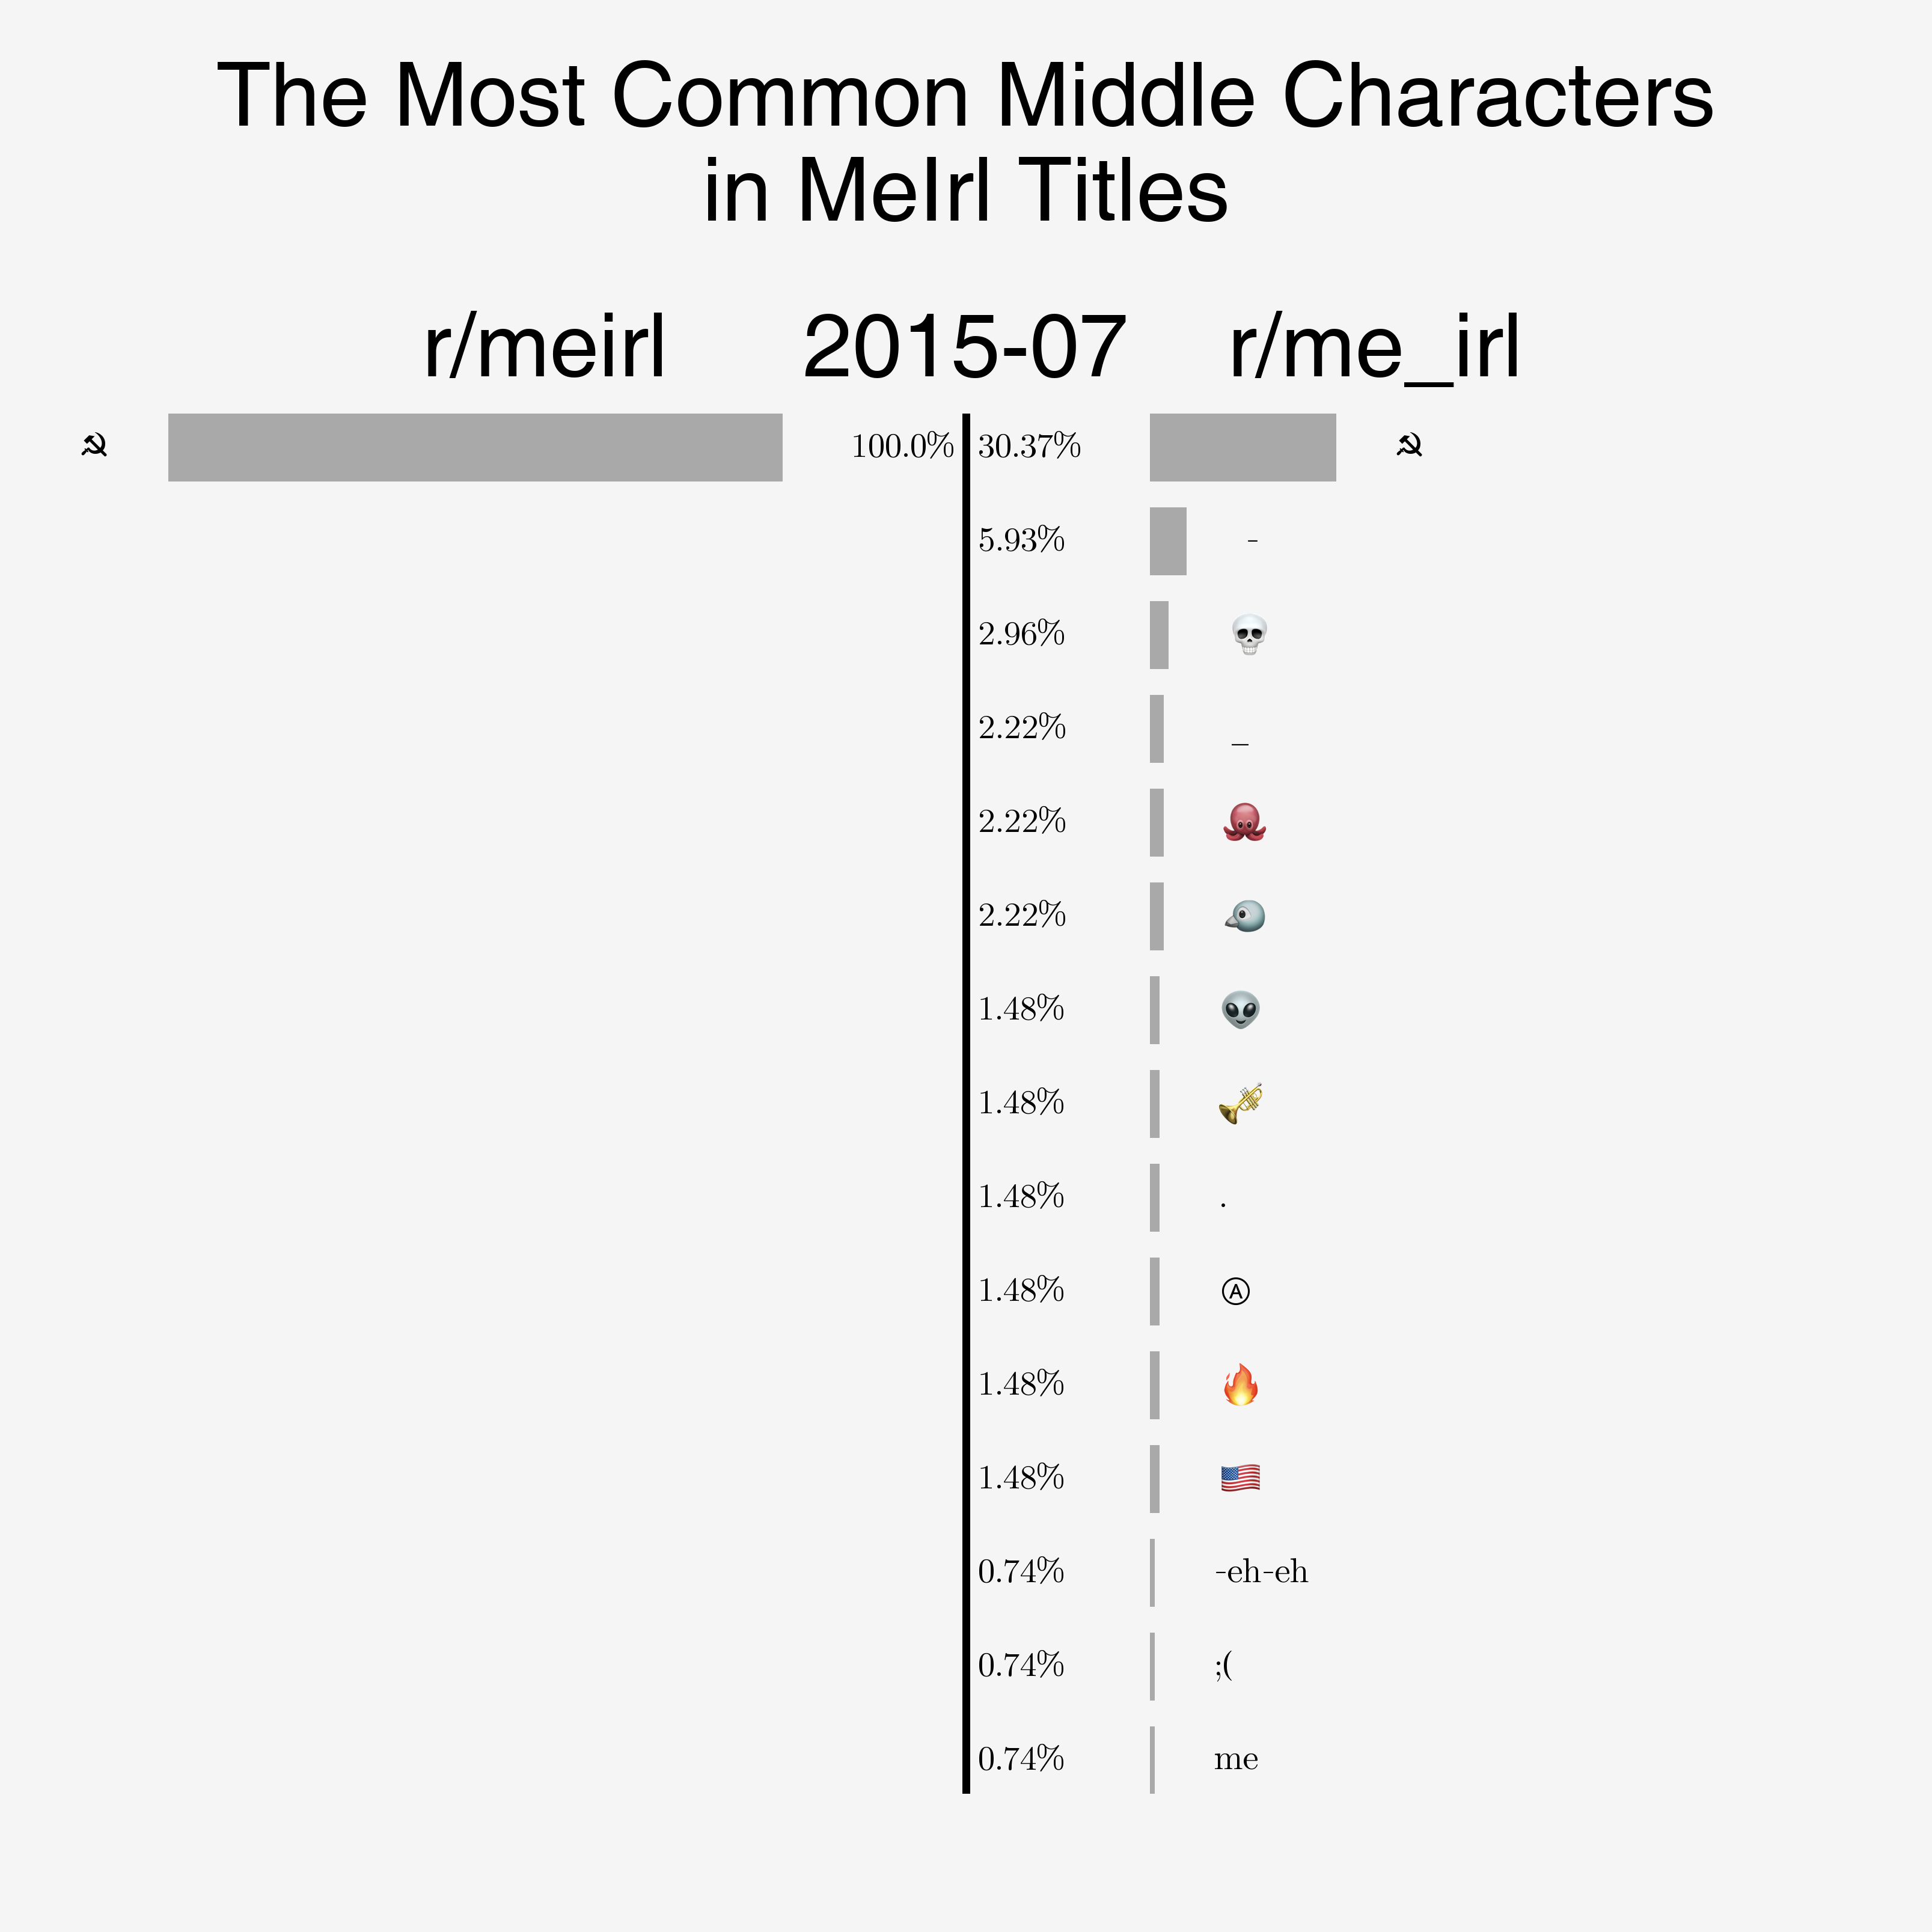 The Most Common Middle Characters
in MeIrl Titles
r/meirl 2015-07 r/me_irl
☭ 100.0% 30.37% ☭
5.93% -
2.96% 💀
2.22% _
2.22% 🐙
2.22% 🐦
1.48% 👽
1.48% 🎺
1.48% .
1.48% Ⓐ
1.48% 🔥
1.48% 🇺🇸
0.74% -eh-eh
0.74% ;(
0.74% me